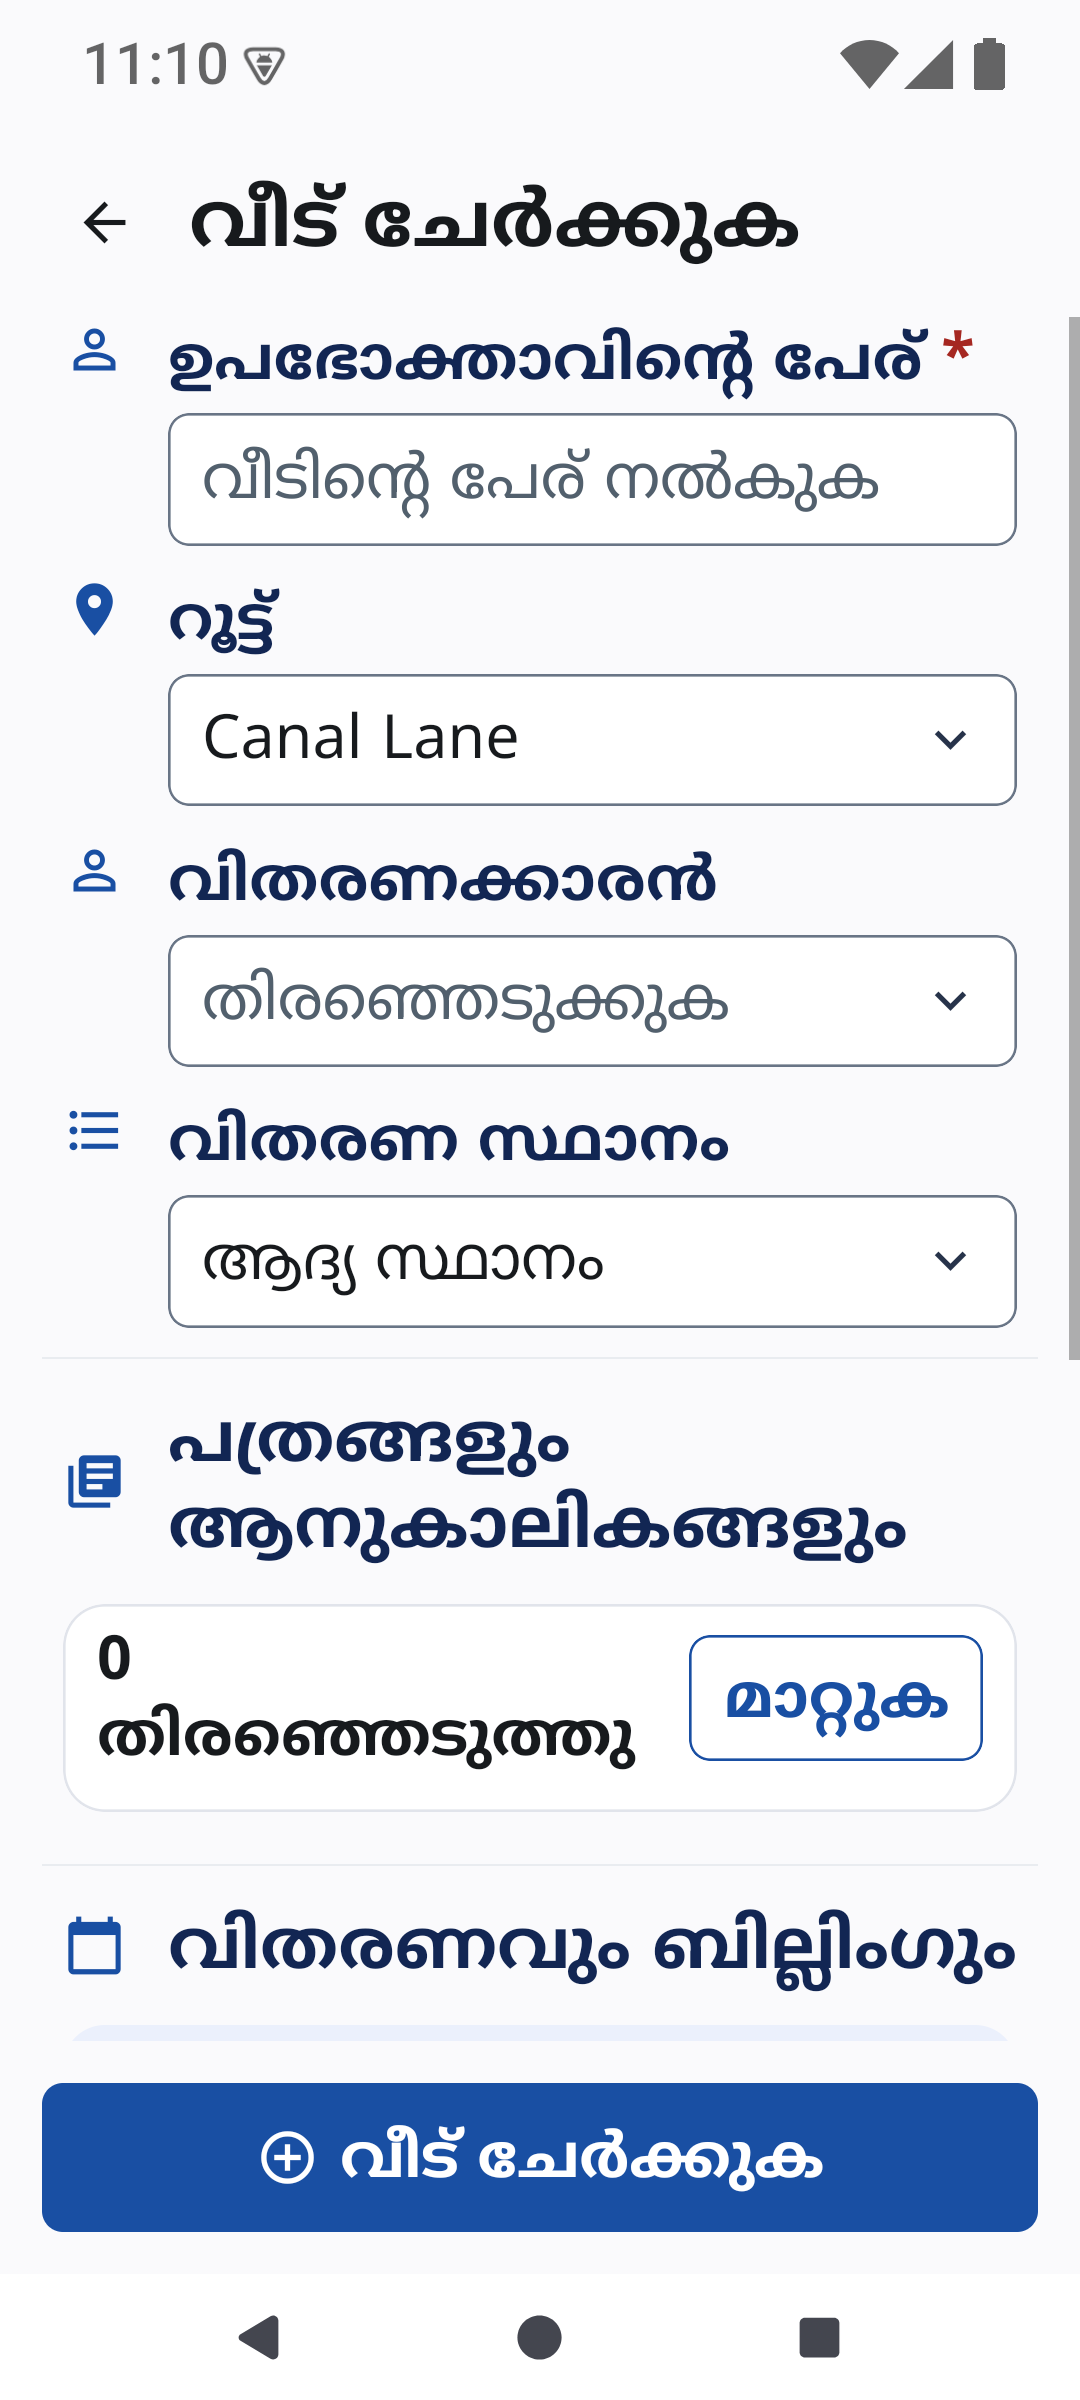 11:10
വീട് ചേർക്കുക
ഉപഭോക്താവിന്റെ പേര് *
വീടിന്റെ പേര് നൽകുക
റൂട്ട്
Canal Lane
വിതരണക്കാരൻ
തിരഞ്ഞെടുക്കുക
വിതരണ സ്ഥാനം
ആദ്യ സ്ഥാനം
പത്രങ്ങളും
ആനുകാലികങ്ങളും
0
തിരഞ്ഞെടുത്തു
മാറ്റുക
വിതരണവും ബില്ലിംഗും
വീട് ചേർക്കുക